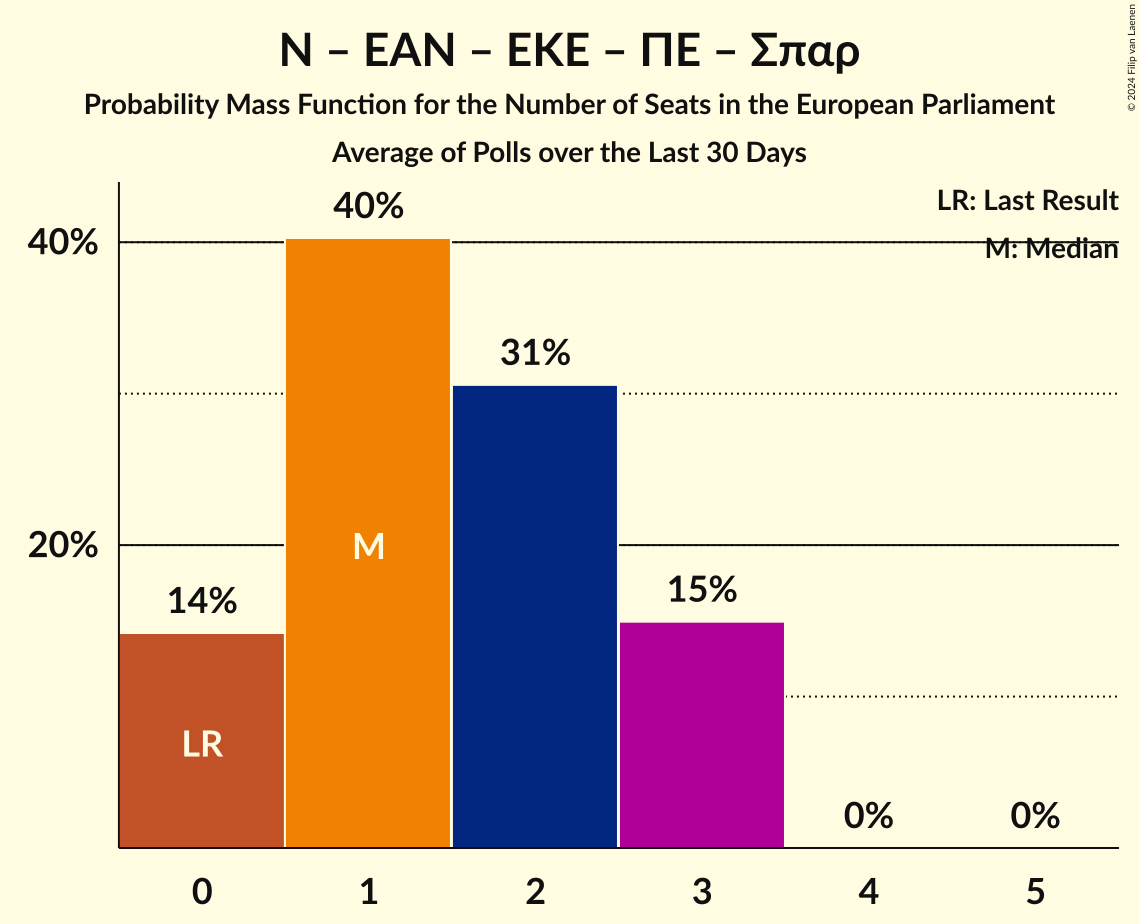 Ν – ΕΑΝ – ΕΚΕ – ΠΕ – Σπαρ
Probability Mass Function for the Number of Seats in the European Parliament
Average of Polls over the Last 30 Days
© 2024 Filip van Laenen
LR: Last Result
M: Median
40%
20%
14%
40%
31%
15%
0%
0%
LR
M
0 1 2 3 4 5